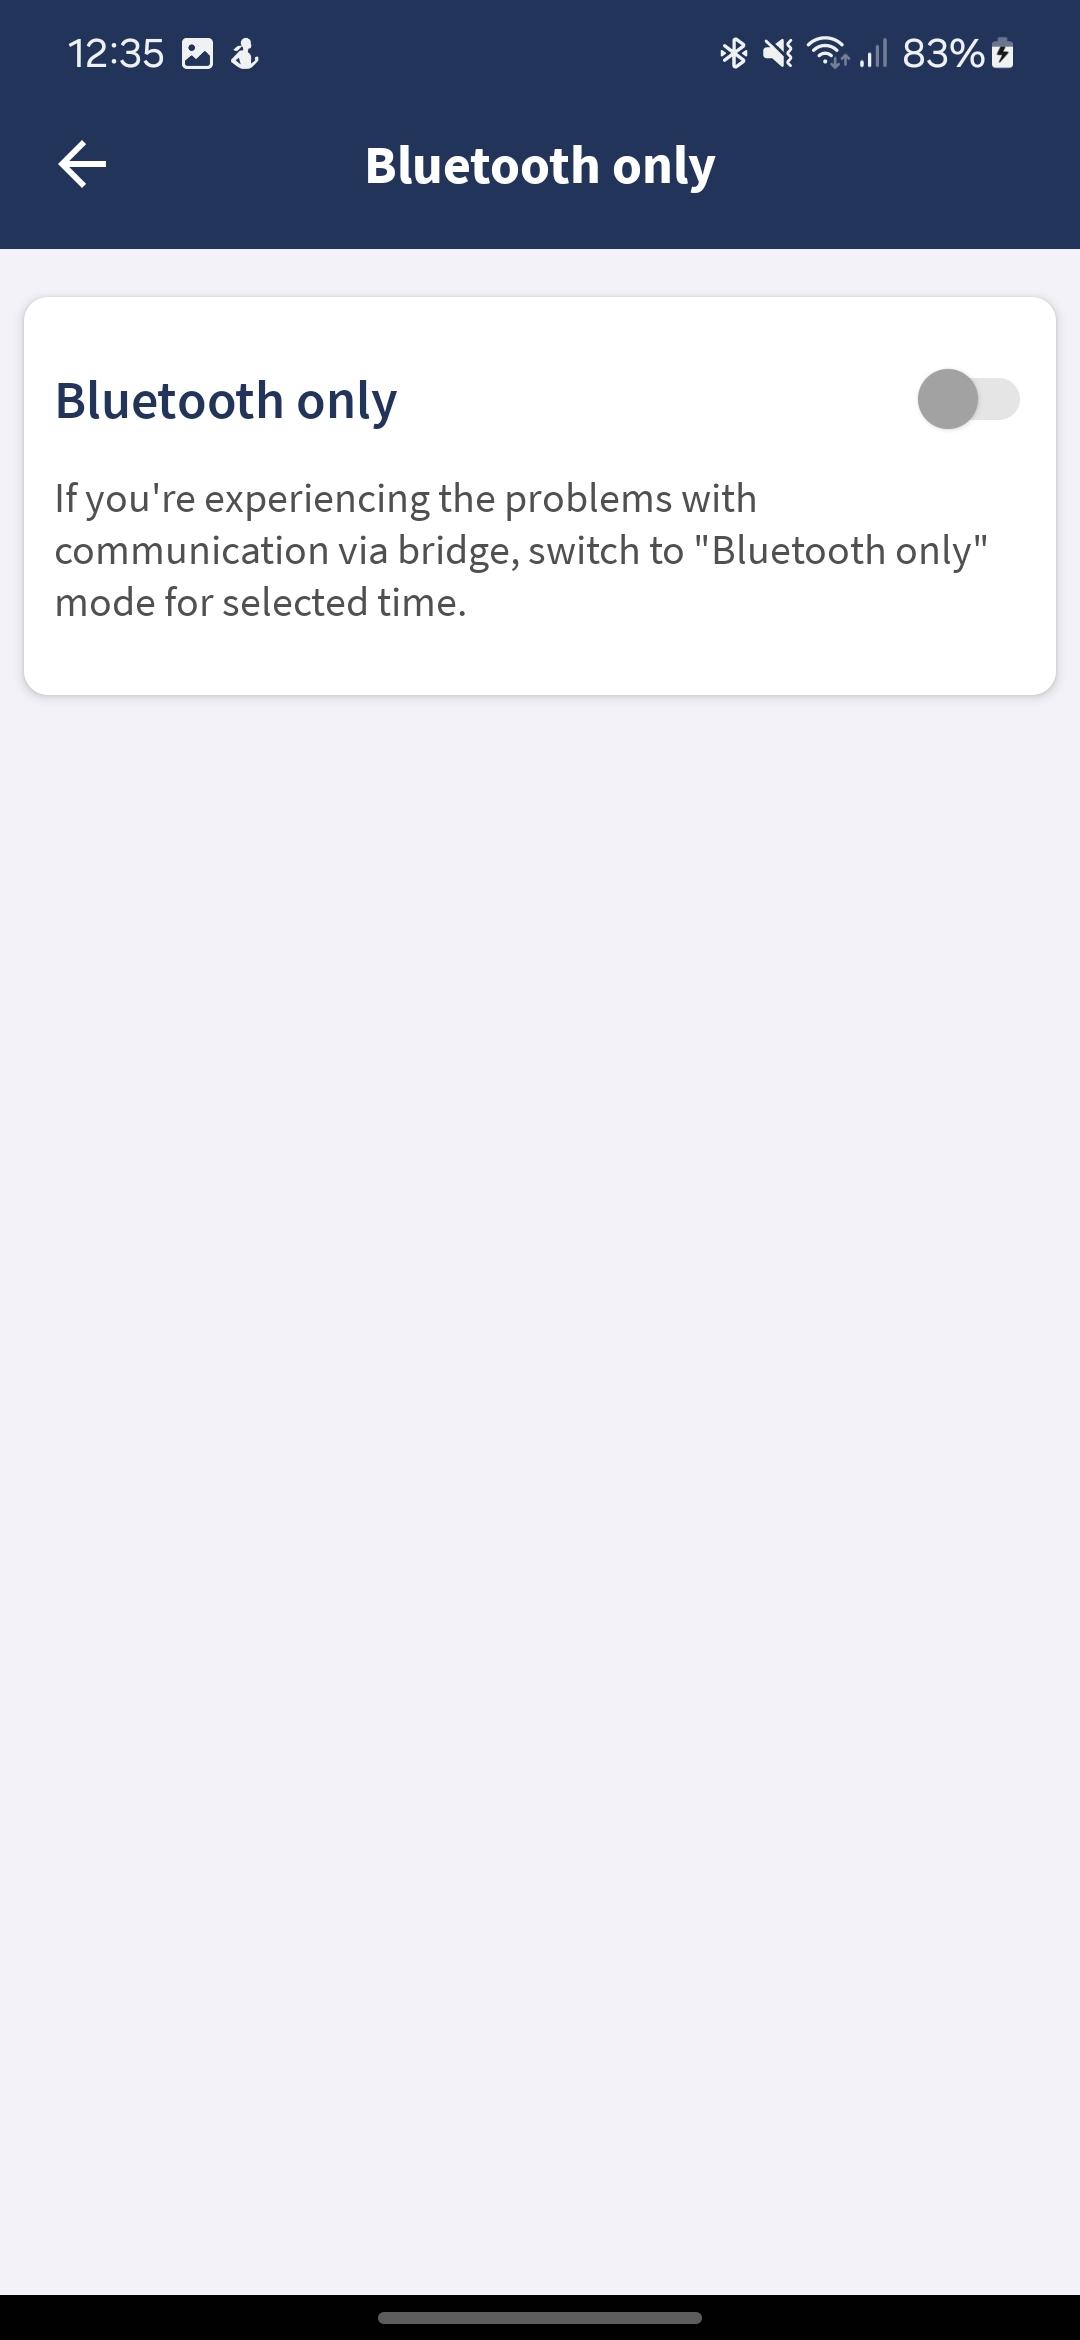 12:35 83%
Bluetooth only
Bluetooth only
If you're experiencing the problems with
communication via bridge, switch to "Bluetooth only"
mode for selected time.